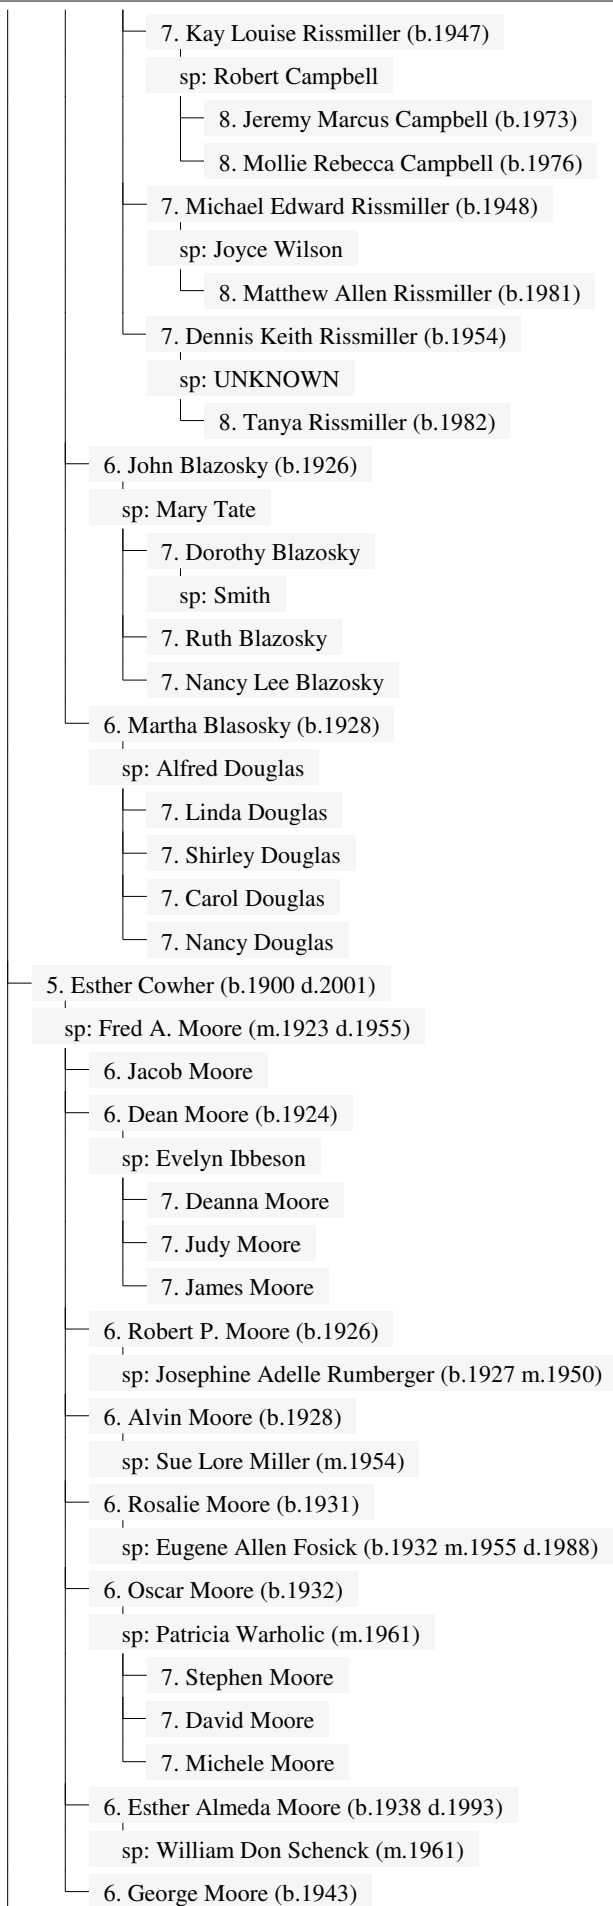 7. Kay Louise Rissmiller (b.1947)
sp: Robert Campbell
8. Jeremy Marcus Campbell (b.1973)
8. Mollie Rebecca Campbell (b.1976)
7. Michael Edward Rissmiller (b.1948)
sp: Joyce Wilson
8. Matthew Allen Rissmiller (b.1981)
7. Dennis Keith Rissmiller (b.1954)
sp: UNKNOWN
8. Tanya Rissmiller (b.1982)
6. John Blazosky (b.1926)
sp: Mary Tate
7. Dorothy Blazosky
sp: Smith
7. Ruth Blazosky
7. Nancy Lee Blazosky
6. Martha Blasosky (b.1928)
sp: Alfred Douglas
7. Linda Douglas
7. Shirley Douglas
7. Carol Douglas
7. Nancy Douglas
5. Esther Cowher (b.1900 d.2001)
sp: Fred A. Moore (m.1923 d.1955)
6. Jacob Moore
6. Dean Moore (b.1924)
sp: Evelyn Ibbeson
7. Deanna Moore
7. Judy Moore
7. James Moore
6. Robert P. Moore (b.1926)
sp: Josephine Adelle Rumberger (b.1927 m.1950)
6. Alvin Moore (b.1928)
sp: Sue Lore Miller (m.1954)
6. Rosalie Moore (b.1931)
sp: Eugene Allen Fosick (b.1932 m.1955 d.1988)
6. Oscar Moore (b.1932)
sp: Patricia Warholic (m.1961)
7. Stephen Moore
7. David Moore
7. Michele Moore
6. Esther Almeda Moore (b.1938 d.1993)
sp: William Don Schenck (m.1961)
6. George Moore (b.1943)